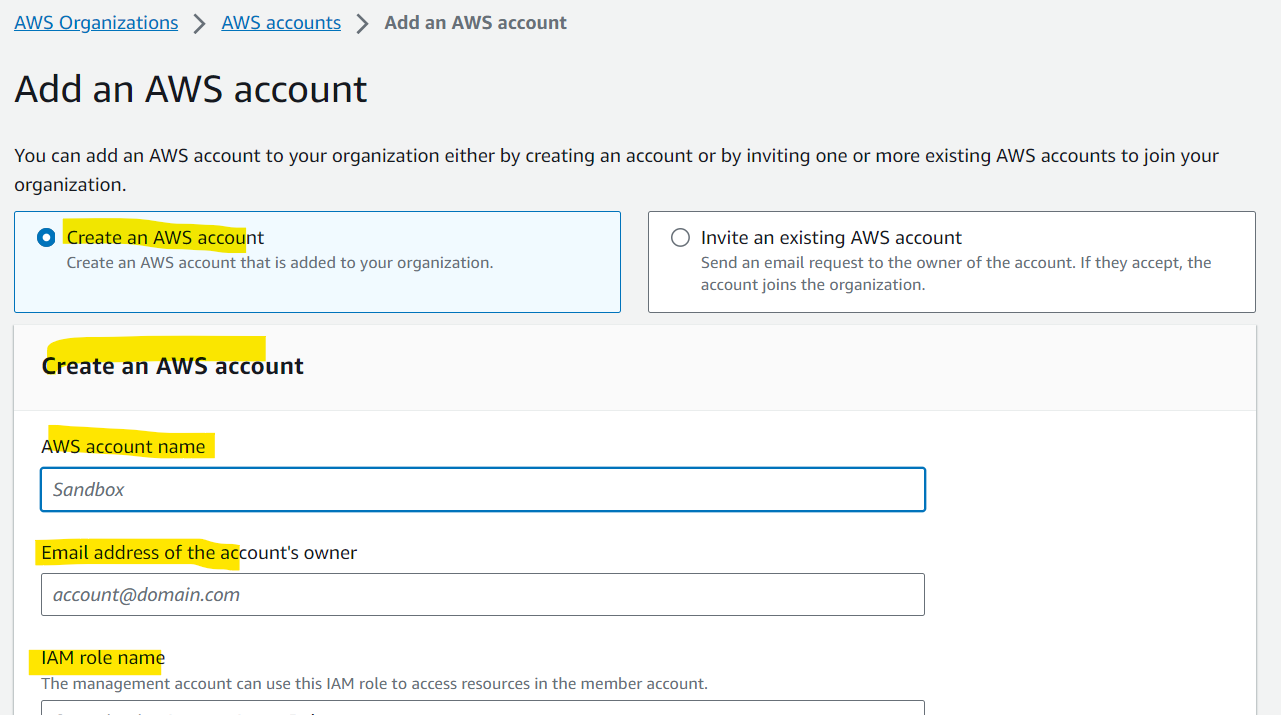 AWS Organizations > AWS accounts > Add an AWS account
Add an AWS account
You can add an AWS account to your organization either by creating an account or by inviting one or more existing AWS accounts to join your
organization.
Create an AWS account
Create an AWS account that is added to your organization.
Invite an existing AWS account
Send an email request to the owner of the account. If they accept, the
account joins the organization.
Create an AWS account
AWS account name
Sandbox
Email address of the account's owner
account@domain.com
IAM role name
The management account can use this IAM role to access resources in the member account.